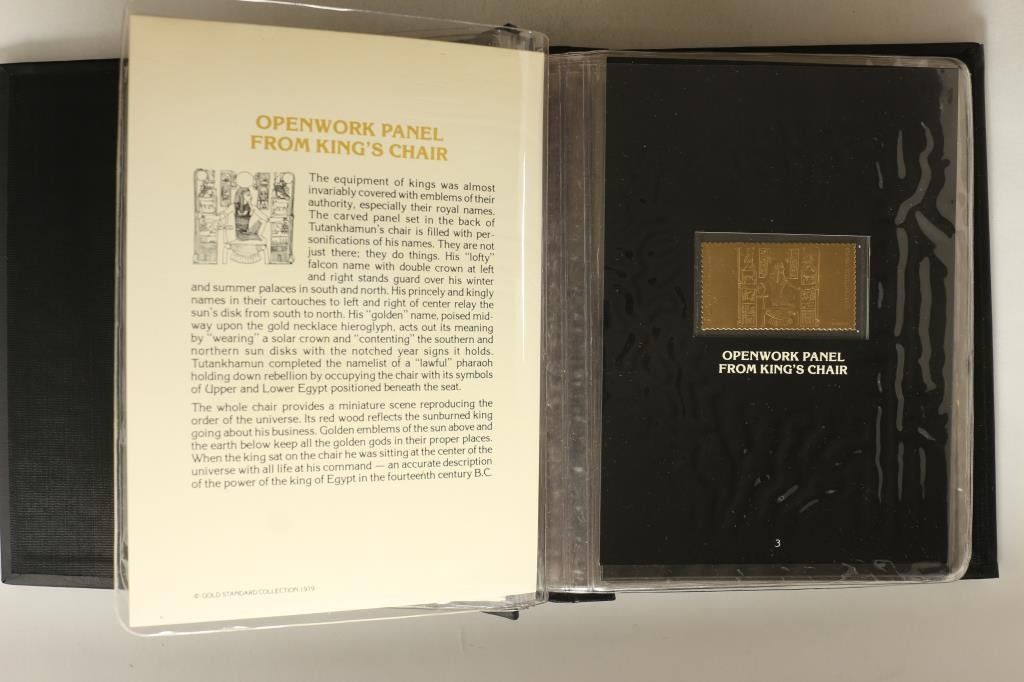 OPENWORK PANEL
FROM KING'S CHAIR
The equipment of kings was almost
invariably covered with emblems of their
authority, especially their royal names.
The carved panel set in the back of
Tutankhamun's chair is filled with per-
sonifications of his names. They are not
just there; they do things. His "lofty"
falcon name with double crown at left
and right stands guard over his winter
and summer palaces in south and north. His princely and kingly
names in their cartouches to left and right of center relay the
sun's disk from south to north. His "golden" name, poised mid-
way upon the gold necklace hieroglyph, acts out its meaning
by "wearing" a solar crown and "contenting" the southern and
northern sun disks with the notched year signs it holds.
Tutankhamun completed the namelist of a "lawful" pharaoh
holding down rebellion by occupying the chair with its symbols
of Upper and Lower Egypt positioned beneath the seat.
The whole chair provides a miniature scene reproducing the
order of the universe. Its red wood reflects the sunburned king
going about his business. Golden emblems of the sun above and
the earth below keep all the golden gods in their proper places.
When the king sat on the chair he was sitting at the center of the
universe with all life at his command — an accurate description
of the power of the king of Egypt in the fourteenth century B.C.
© GOLD STANDARD COLLECTION 1979
OPENWORK PANEL
FROM KING'S CHAIR
3